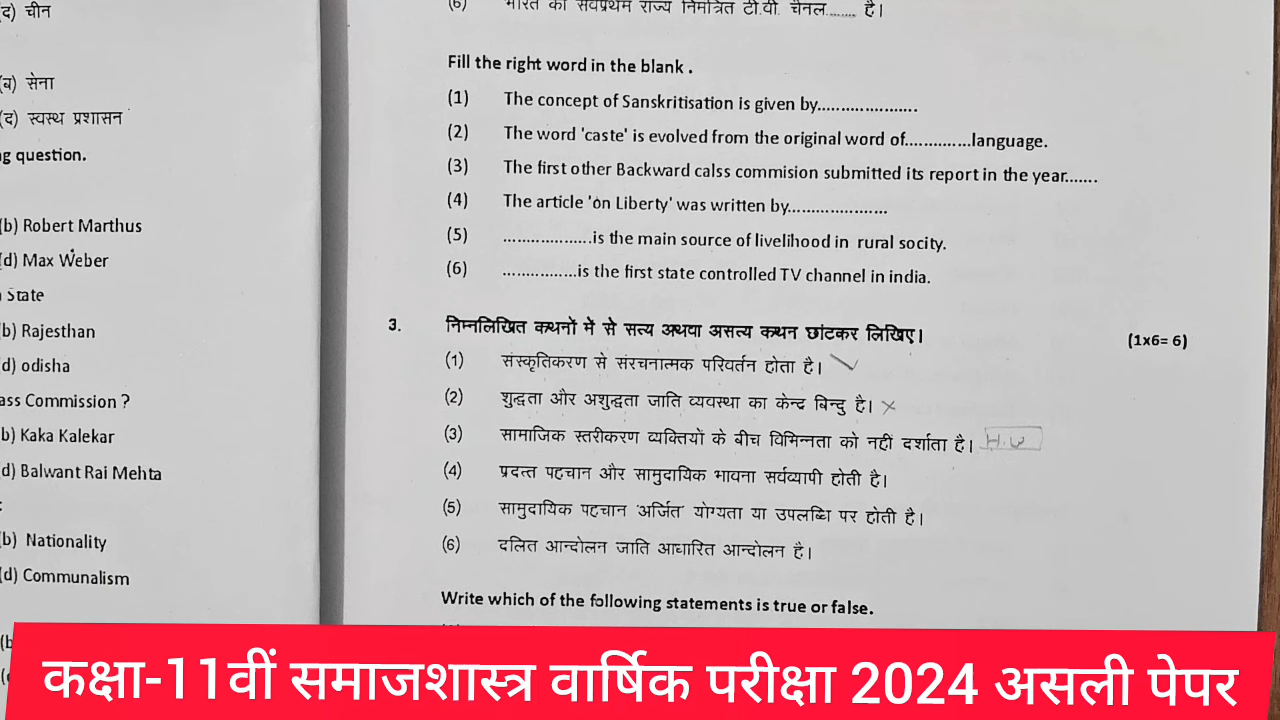 (द) चीन
(ब) सेना
(द) स्वस्थ प्रशासन
g question.
(b) Robert Marthus
(d) Max Weber
State
(b) Rajesthan
(d) odisha
ass Commission ?
(b) Kaka Kalekar
(d) Balwant Rai Mehta
(b) Nationality
(d) Communalism
(6) भारत का सर्वप्रथम राज्य निमंत्रित टी.वी. चैनल....... है।
Fill the right word in the blank .
(1) The concept of Sanskritisation is given by.....................
(2) The word 'caste' is evolved from the original word of..............language.
(3) The first other Backward calss commision submitted its report in the year.......
(4) The article 'on Liberty' was written by.....................
(5) ...................is the main source of livelihood in rural socity.
(6) ................is the first state controlled TV channel in india.
3. निम्नलिखित कथनों में से सत्य अथवा असत्य कथन छांटकर लिखिए। (1x6= 6)
(1) संस्कृतिकरण से संरचनात्मक परिवर्तन होता है।
(2) शुद्धता और अशुद्धता जाति व्यवस्था का केन्द्र बिन्दु है।
(3) सामाजिक स्तरीकरण व्यक्तियों के बीच विभिन्नता को नहीं दर्शाता है। H.W
(4) प्रदत्त पहचान और सामुदायिक भावना सर्वव्यापी होती है।
(5) सामुदायिक पहचान 'अर्जित' योग्यता या उपलब्धि पर होती है।
(6) दलित आन्दोलन जाति आधारित आन्दोलन है।
Write which of the following statements is true or false.
कक्षा-11वीं समाजशास्त्र वार्षिक परीक्षा 2024 असली पेपर